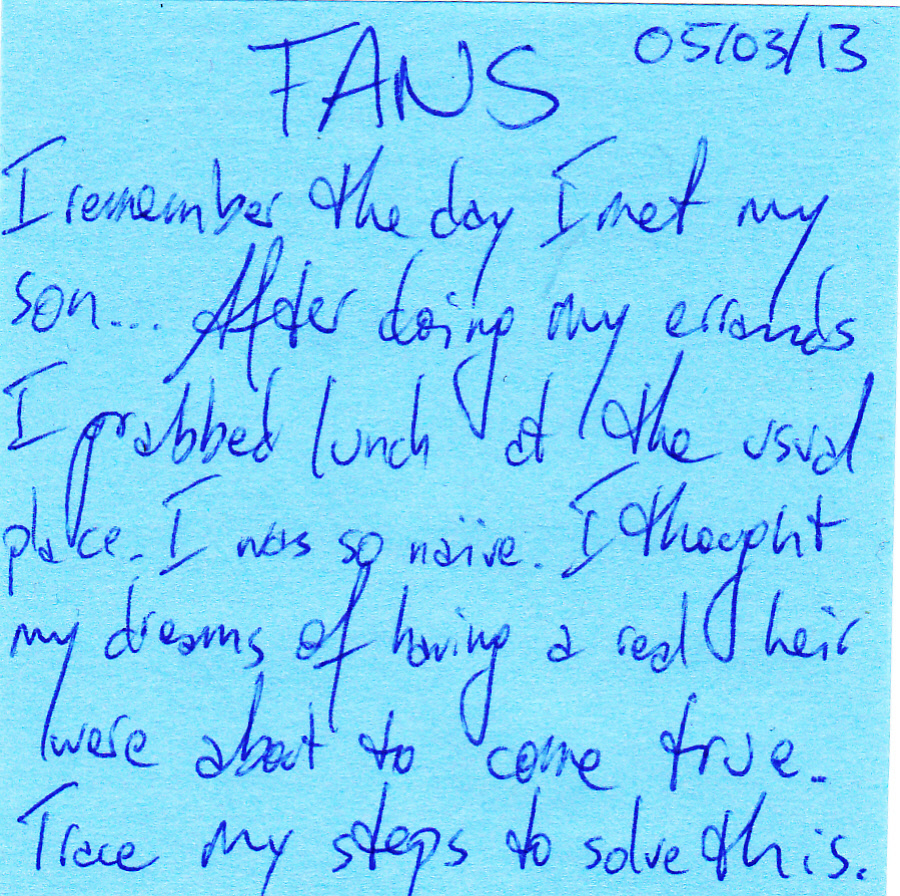 FANS 05/03/13
I remember the day I met my
son... After doing my errands
I grabbed lunch at the usual
place. I was so naïve. I thought
my dreams of having a real heir
were about to come true..
Trace my steps to solve this.